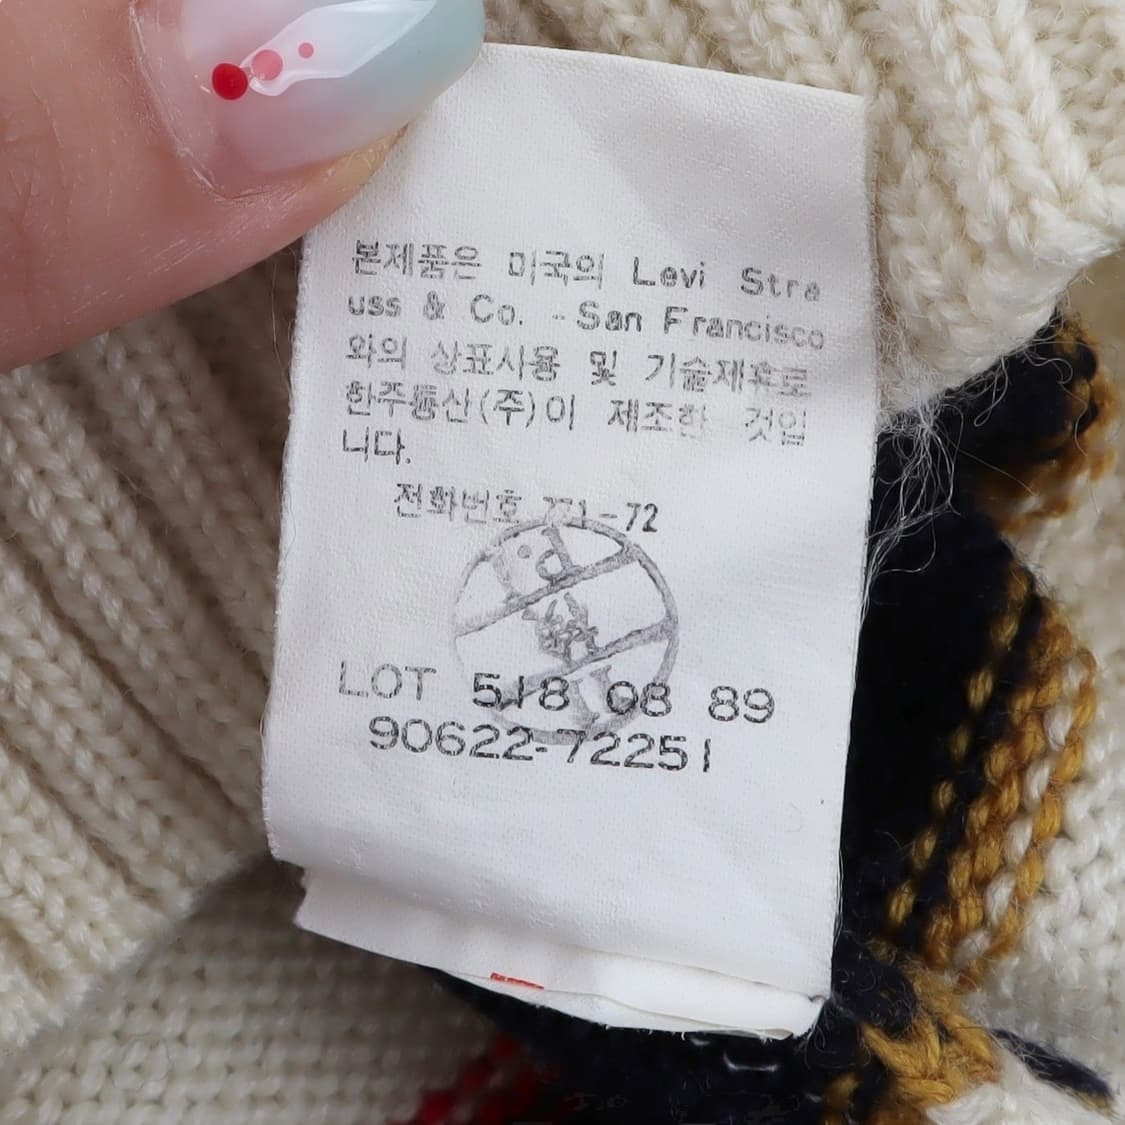 본제품은 미국의 Levi Stra
uss & Co. - San Francisco
와의 상표사용 및 기술제휴로
한주통산(주)이 제조한 것입
니다.
전화번호 -72
LOT 518 08 89
90622-72251